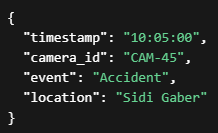 {
  "timestamp": "10:05:00",
  "camera_id": "CAM-45",
  "event": "Accident",
  "location": "Sidi Gaber"
}